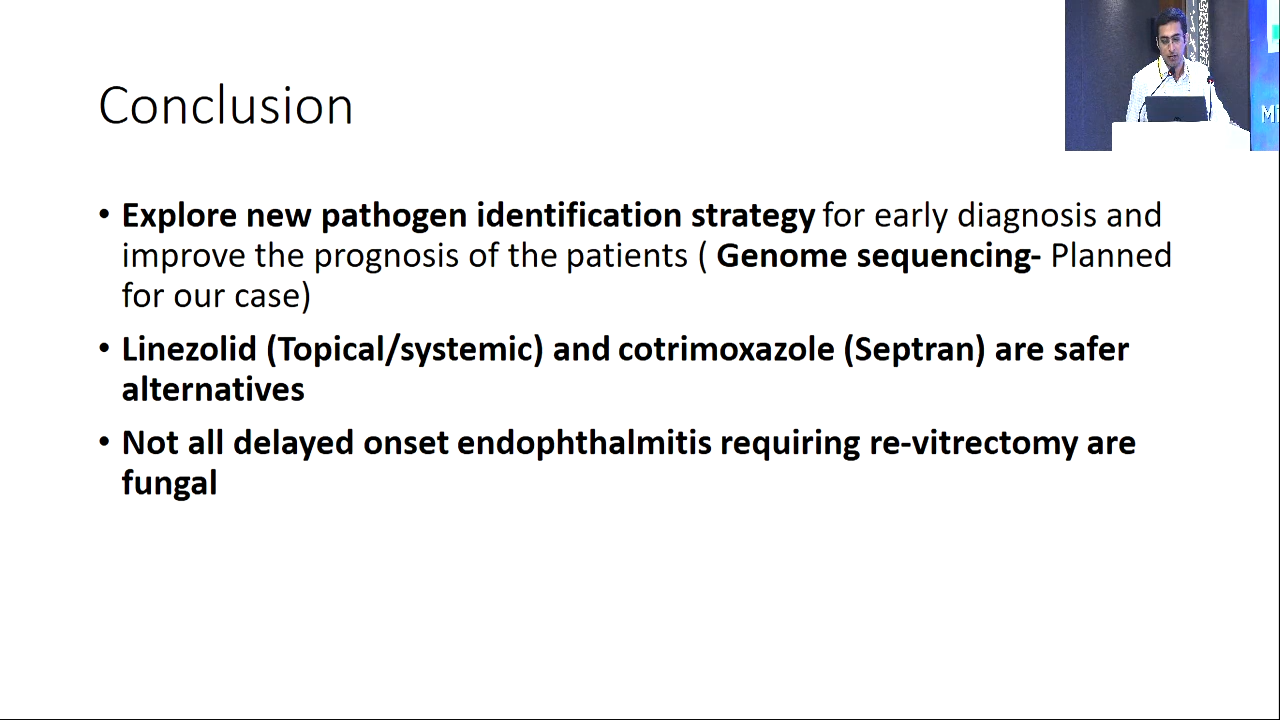 Conclusion
• Explore new pathogen identification strategy for early diagnosis and
improve the prognosis of the patients ( Genome sequencing- Planned
for our case)
• Linezolid (Topical/systemic) and cotrimoxazole (Septran) are safer
alternatives
• Not all delayed onset endophthalmitis requiring re-vitrectomy are
fungal